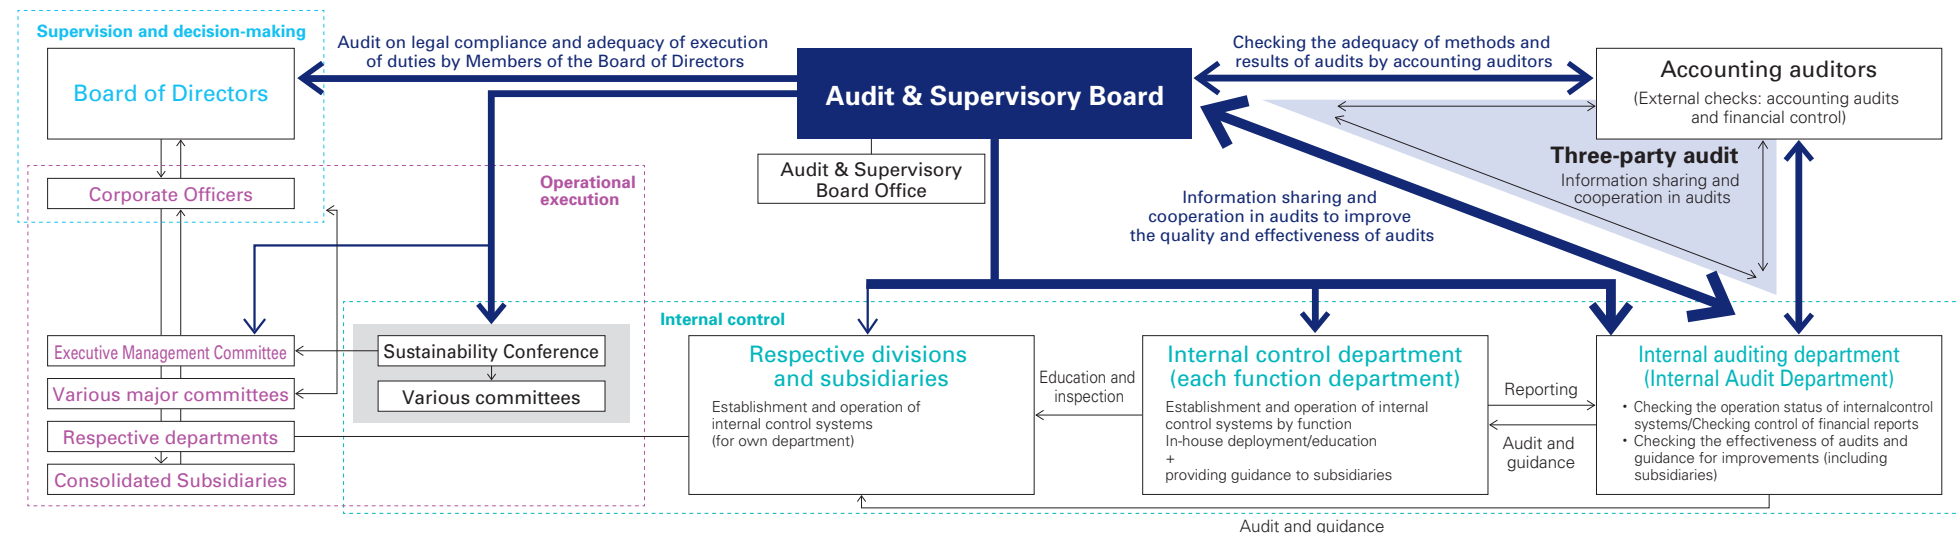 Supervision and decision-making
Board of Directors
Corporate Officers
Operational
execution
Executive Management Committee
Various major committees
Respective departments
Consolidated Subsidiaries
Sustainability Conference
Various committees
Audit on legal compliance and adequacy of execution
of duties by Members of the Board of Directors
Audit & Supervisory Board
Audit & Supervisory
Board Office
Checking the adequacy of methods and
results of audits by accounting auditors
Accounting auditors
(External checks: accounting audits
and financial control)
Three-party audit
Information sharing and
cooperation in audits
Information sharing and
cooperation in audits to improve
the quality and effectiveness of audits
Internal control
Respective divisions
and subsidiaries
Establishment and operation of
internal control systems
(for own department)
Education and
inspection
Internal control department
(each function department)
Establishment and operation of internal
control systems by function
In-house deployment/education
+
providing guidance to subsidiaries
Reporting
Audit and
guidance
Internal auditing department
(Internal Audit Department)
• Checking the operation status of internalcontrol
systems/Checking control of financial reports
• Checking the effectiveness of audits and
guidance for improvements (including
subsidiaries)
Audit and guidance